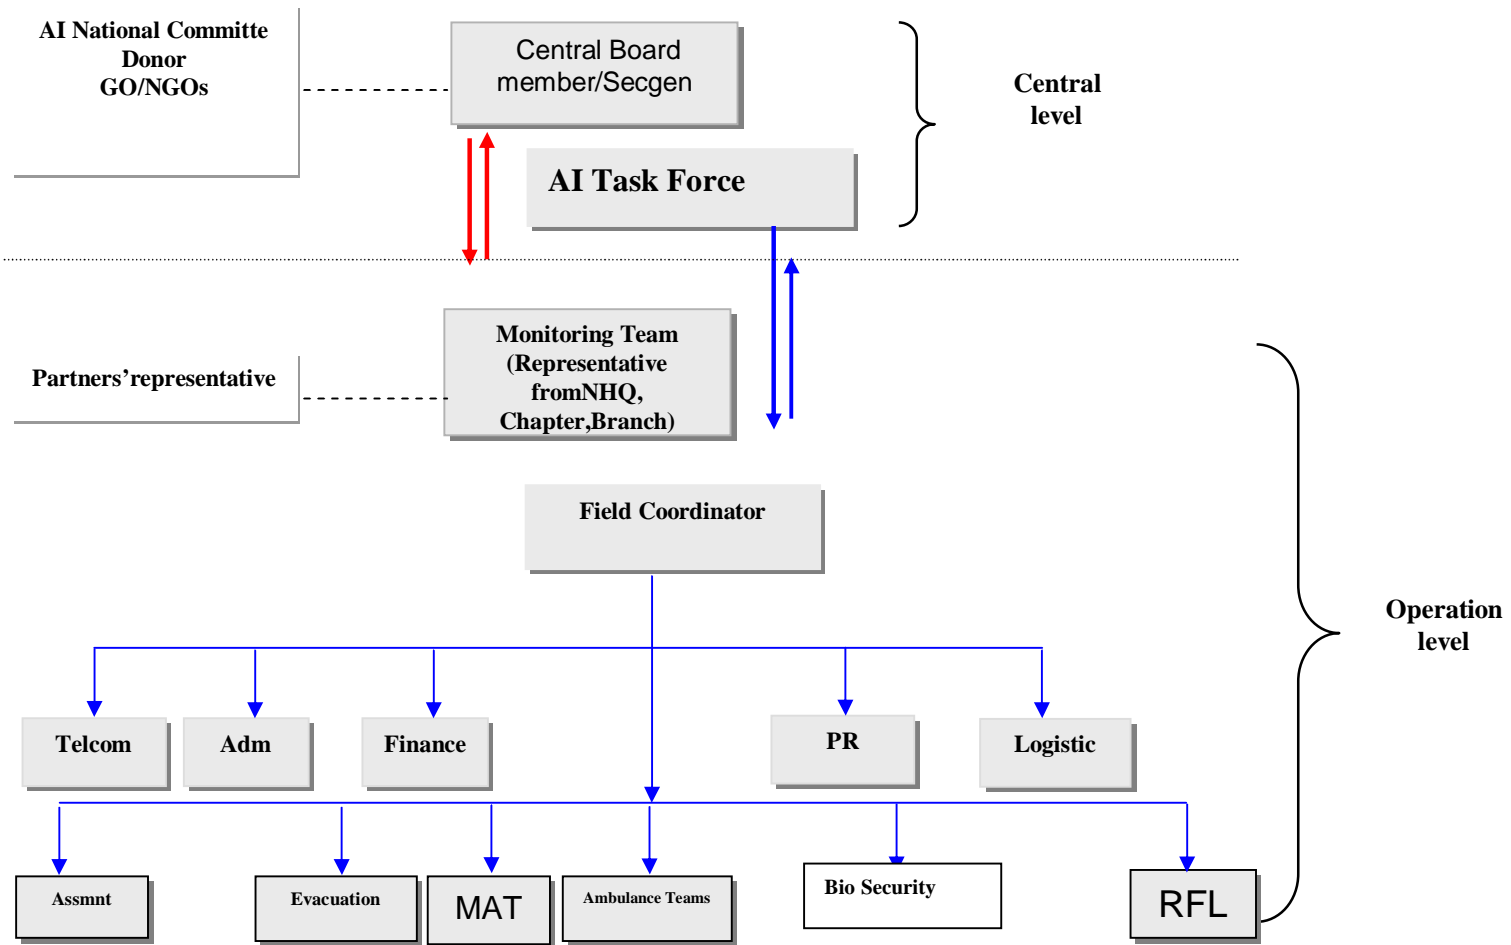 AI National Committe
Donor
GO/NGOs
Central Board
member/Secgen
Central
level
AI Task Force
Monitoring Team
(Representative
fromNHQ,
Chapter,Branch)
Partners’representative
Field Coordinator
Operation
level
Telcom
Adm
Finance
PR
Logistic
Assmnt
Evacuation
MAT
Ambulance Teams
Bio Security
RFL